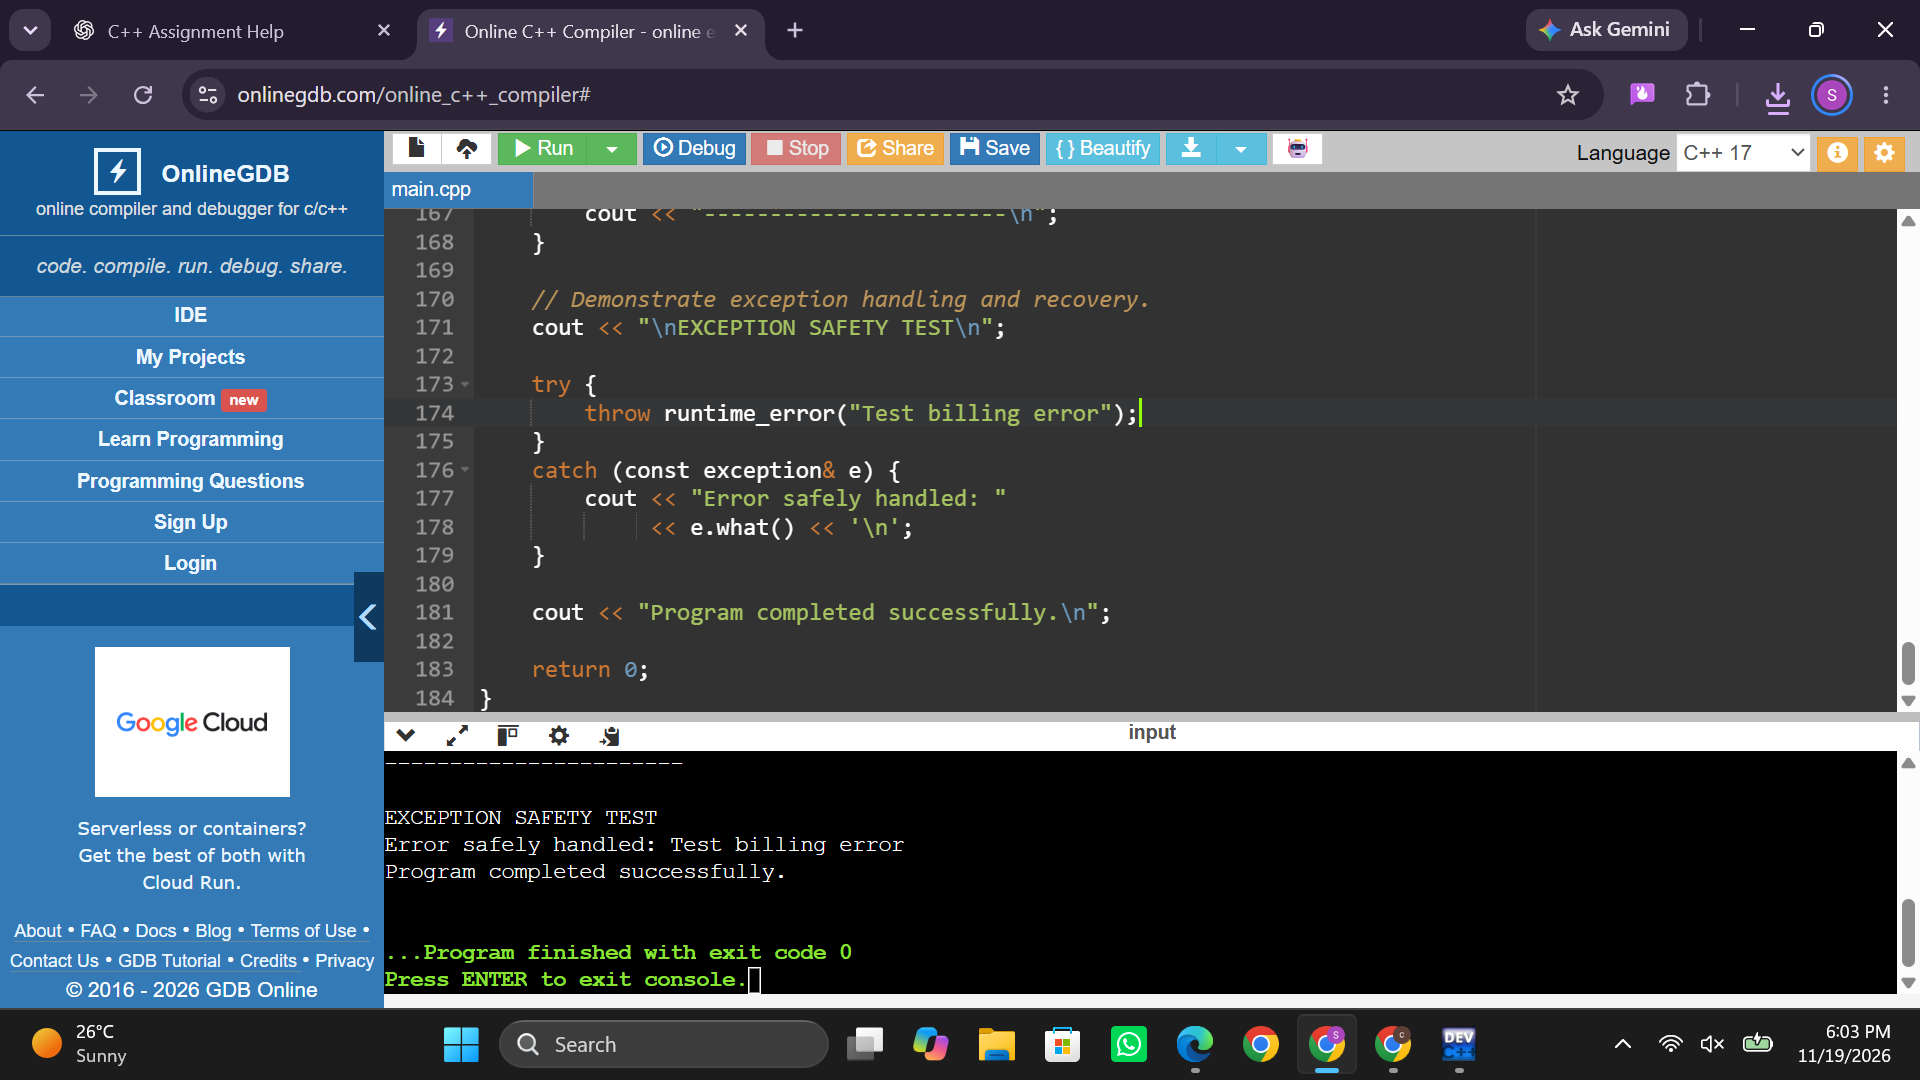 C++ Assignment Help
Online C++ Compiler - online e
Ask Gemini
onlinegdb.com/online_c++_compiler#
S
OnlineGDB
online compiler and debugger for c/c++
code. compile. run. debug. share.
IDE
My Projects
Classroom new
Learn Programming
Programming Questions
Sign Up
Login
Google Cloud
Serverless or containers?
Get the best of both with
Cloud Run.
About • FAQ • Docs • Blog • Terms of Use •
Contact Us • GDB Tutorial • Credits • Privacy
© 2016 - 2026 GDB Online
Run
Debug
Stop
Share
Save
{ } Beautify
Language C++ 17
main.cpp
167 cout << "-----------------------\n";
168 }
169
170 // Demonstrate exception handling and recovery.
171 cout << "\nEXCEPTION SAFETY TEST\n";
172
173 try {
174 throw runtime_error("Test billing error");
175 }
176 catch (const exception& e) {
177 cout << "Error safely handled: "
178 << e.what() << '\n';
179 }
180
181 cout << "Program completed successfully.\n";
182
183 return 0;
184 }
input
-----------------------
EXCEPTION SAFETY TEST
Error safely handled: Test billing error
Program completed successfully.
...Program finished with exit code 0
Press ENTER to exit console.
26°C
Sunny
Search
S
C
DEV
C++
6:03 PM
11/19/2026